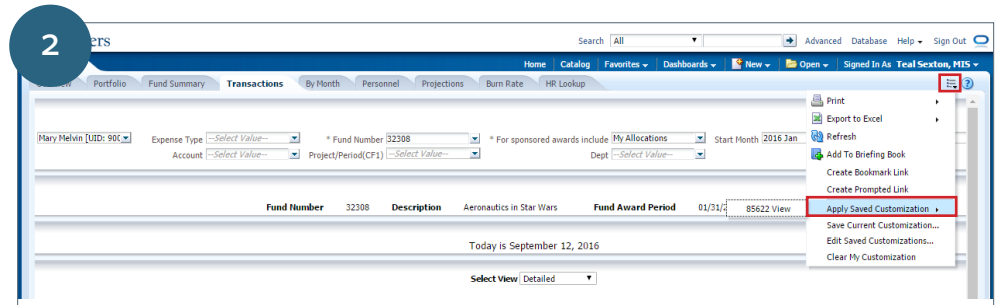 2
ers
Search All Advanced Database Help Sign Out
Home Catalog Favorites Dashboards New Open Signed In As Teal Sexton, MIS
Overview Portfolio Fund Summary Transactions By Month Personnel Projections Burn Rate HR Lookup
Print
Export to Excel
Refresh
Add To Briefing Book
Create Bookmark Link
Create Prompted Link
Apply Saved Customization
Save Current Customization...
Edit Saved Customizations...
Clear My Customization
Mary Melvin [UID: 900 Expense Type --Select Value-- * Fund Number 32308 * For sponsored awards include My Allocations Start Month 2016 Jan
Account --Select Value-- Project/Period(CF1) --Select Value-- Dept --Select Value--
Fund Number 32308 Description Aeronautics in Star Wars Fund Award Period 01/31/2 85622 View
Today is September 12, 2016
Select View Detailed